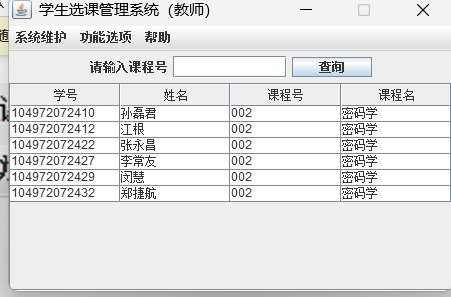 学生选课管理系统（教师）
系统维护 功能选项 帮助
请输入课程号 查询
学号 姓名 课程号 课程名
104972072410 孙磊君 002 密码学
104972072412 江根 002 密码学
104972072422 张永昌 002 密码学
104972072427 李常友 002 密码学
104972072429 闵慧 002 密码学
104972072432 郑捷航 002 密码学